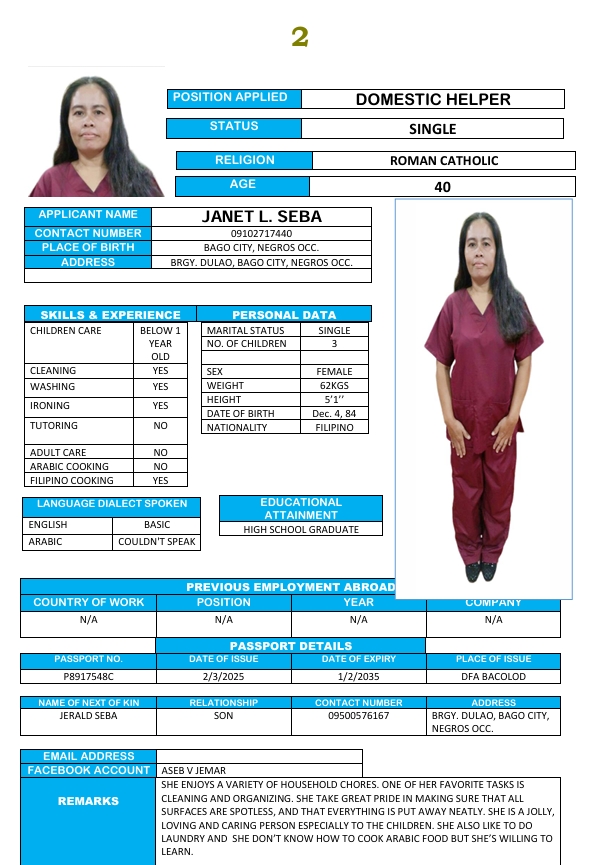 2
POSITION APPLIED DOMESTIC HELPER
STATUS SINGLE
RELIGION ROMAN CATHOLIC
AGE 40
APPLICANT NAME JANET L. SEBA
CONTACT NUMBER 09102717440
PLACE OF BIRTH BAGO CITY, NEGROS OCC.
ADDRESS BRGY. DULAO, BAGO CITY, NEGROS OCC.
SKILLS & EXPERIENCE
CHILDREN CARE BELOW 1
YEAR
OLD
CLEANING YES
WASHING YES
IRONING YES
TUTORING NO
ADULT CARE NO
ARABIC COOKING NO
FILIPINO COOKING YES
PERSONAL DATA
MARITAL STATUS SINGLE
NO. OF CHILDREN 3
SEX FEMALE
WEIGHT 62KGS
HEIGHT 5'1''
DATE OF BIRTH Dec. 4, 84
NATIONALITY FILIPINO
LANGUAGE DIALECT SPOKEN
ENGLISH BASIC
ARABIC COULDN'T SPEAK
EDUCATIONAL
ATTAINMENT
HIGH SCHOOL GRADUATE
PREVIOUS EMPLOYMENT ABROAD
COUNTRY OF WORK POSITION YEAR COMPANY
N/A N/A N/A N/A
PASSPORT DETAILS
PASSPORT NO. DATE OF ISSUE DATE OF EXPIRY PLACE OF ISSUE
P8917548C 2/3/2025 1/2/2035 DFA BACOLOD
NAME OF NEXT OF KIN RELATIONSHIP CONTACT NUMBER ADDRESS
JERALD SEBA SON 09500576167 BRGY. DULAO, BAGO CITY,
NEGROS OCC.
EMAIL ADDRESS
FACEBOOK ACCOUNT ASEB V JEMAR
REMARKS
SHE ENJOYS A VARIETY OF HOUSEHOLD CHORES. ONE OF HER FAVORITE TASKS IS
CLEANING AND ORGANIZING. SHE TAKE GREAT PRIDE IN MAKING SURE THAT ALL
SURFACES ARE SPOTLESS, AND THAT EVERYTHING IS PUT AWAY NEATLY. SHE IS A JOLLY,
LOVING AND CARING PERSON ESPECIALLY TO THE CHILDREN. SHE ALSO LIKE TO DO
LAUNDRY AND SHE DON'T KNOW HOW TO COOK ARABIC FOOD BUT SHE'S WILLING TO
LEARN.